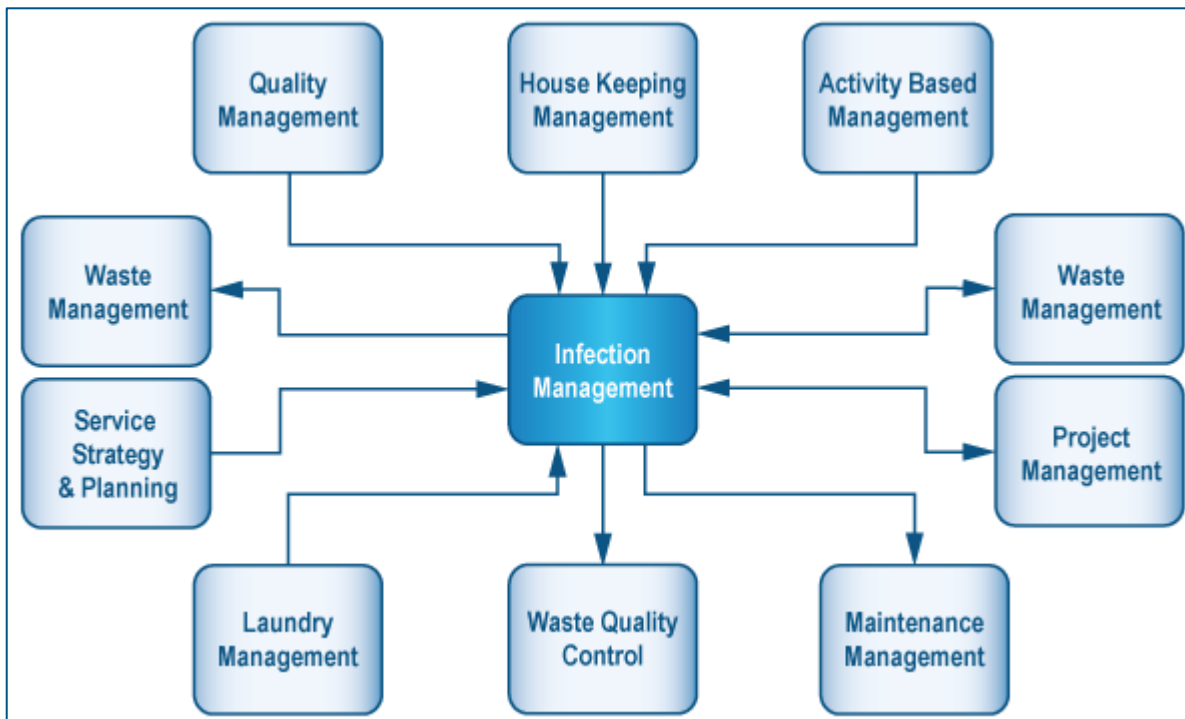 Quality
Management
House Keeping
Management
Activity Based
Management
Waste
Management
Waste
Management
Infection
Management
Service
Strategy
& Planning
Project
Management
Laundry
Management
Waste Quality
Control
Maintenance
Management